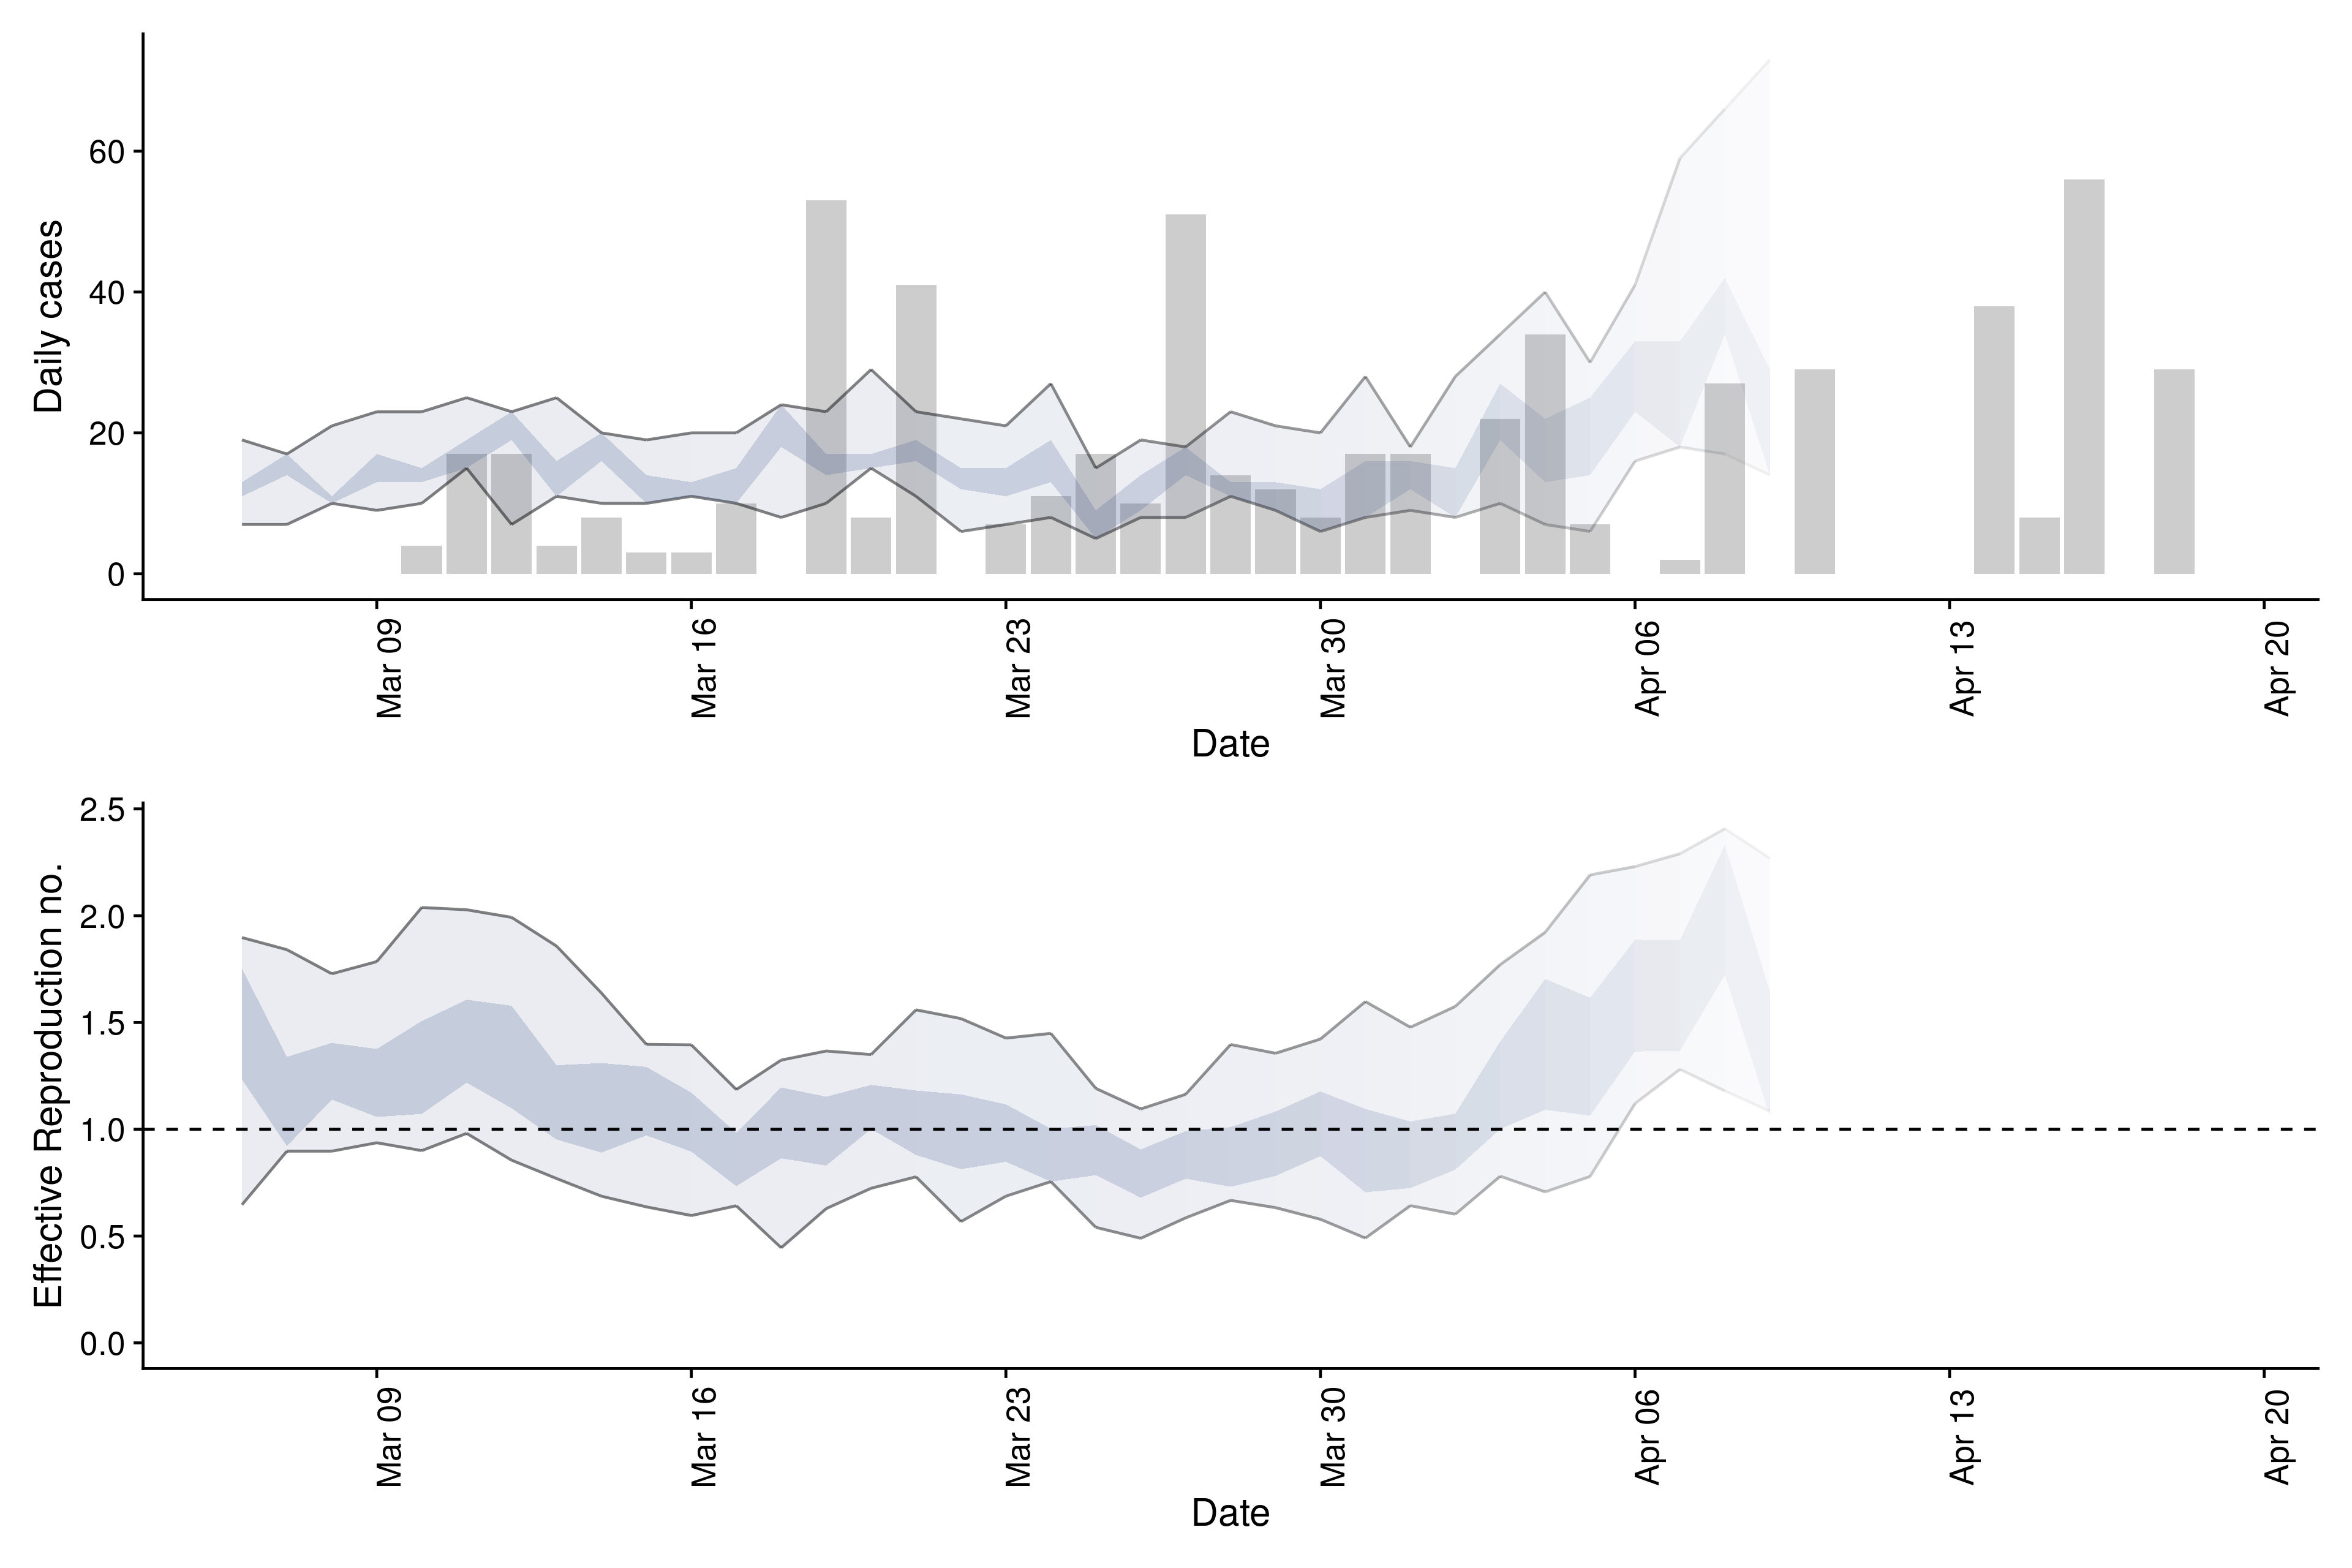 Daily cases
60
40
20
0
Mar 09
Mar 16
Mar 23
Mar 30
Apr 06
Apr 13
Apr 20
Date
Effective Reproduction no.
2.5
2.0
1.5
1.0
0.5
0.0
Mar 09
Mar 16
Mar 23
Mar 30
Apr 06
Apr 13
Apr 20
Date